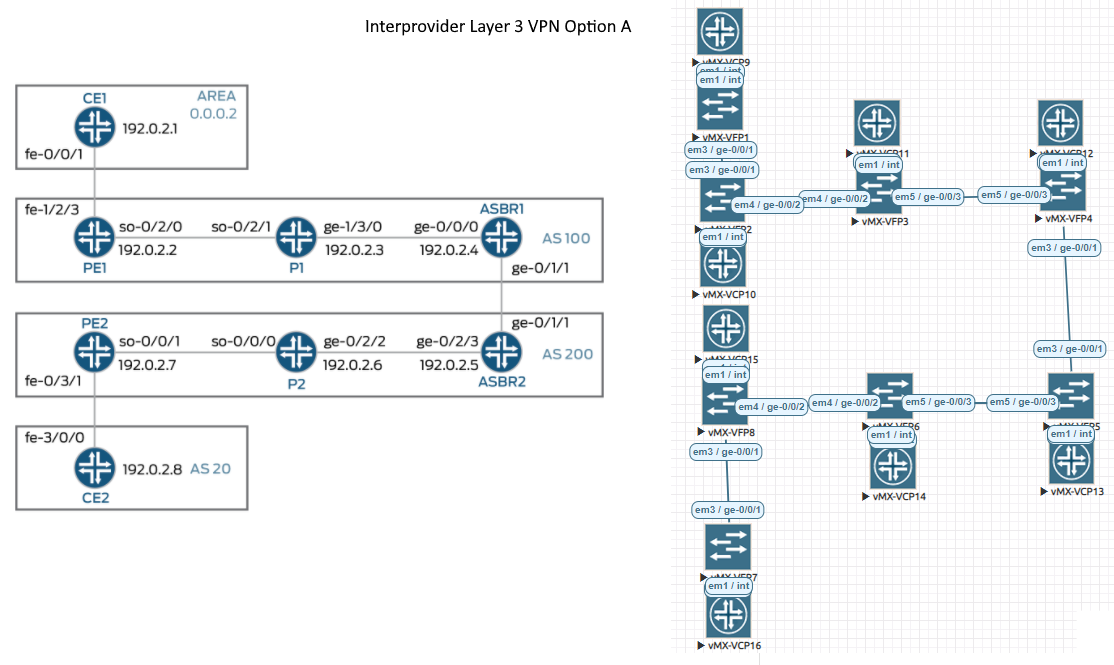 Interprovider Layer 3 VPN Option A
CE1
AREA
0.0.0.2
192.0.2.1
fe-0/0/1
fe-1/2/3
so-0/2/0
so-0/2/1
ge-1/3/0
ge-0/0/0
ASBR1
192.0.2.2
192.0.2.3
192.0.2.4
AS 100
PE1
P1
ge-0/1/1
PE2
ge-0/1/1
so-0/0/1
so-0/0/0
ge-0/2/2
ge-0/2/3
192.0.2.7
192.0.2.6
192.0.2.5
AS 200
fe-0/3/1
P2
ASBR2
fe-3/0/0
192.0.2.8
AS 20
CE2
vMX-VCP9
em1 / int
em1 / int
vMX-VFP1
em3 / ge-0/0/1
em3 / ge-0/0/1
em4 / ge-0/0/2
em4 / ge-0/0/2
vMX-VCP11
em1 / int
em5 / ge-0/0/3
em5 / ge-0/0/3
vMX-VCP12
em1 / int
vMX-VFP3
vMX-VFP4
em1 / int
vMX-VCP10
em3 / ge-0/0/1
em3 / ge-0/0/1
em1 / int
em4 / ge-0/0/2
em4 / ge-0/0/2
em5 / ge-0/0/3
em5 / ge-0/0/3
vMX-VFP8
em1 / int
em1 / int
em3 / ge-0/0/1
vMX-VCP14
vMX-VCP13
em3 / ge-0/0/1
em1 / int
vMX-VCP16